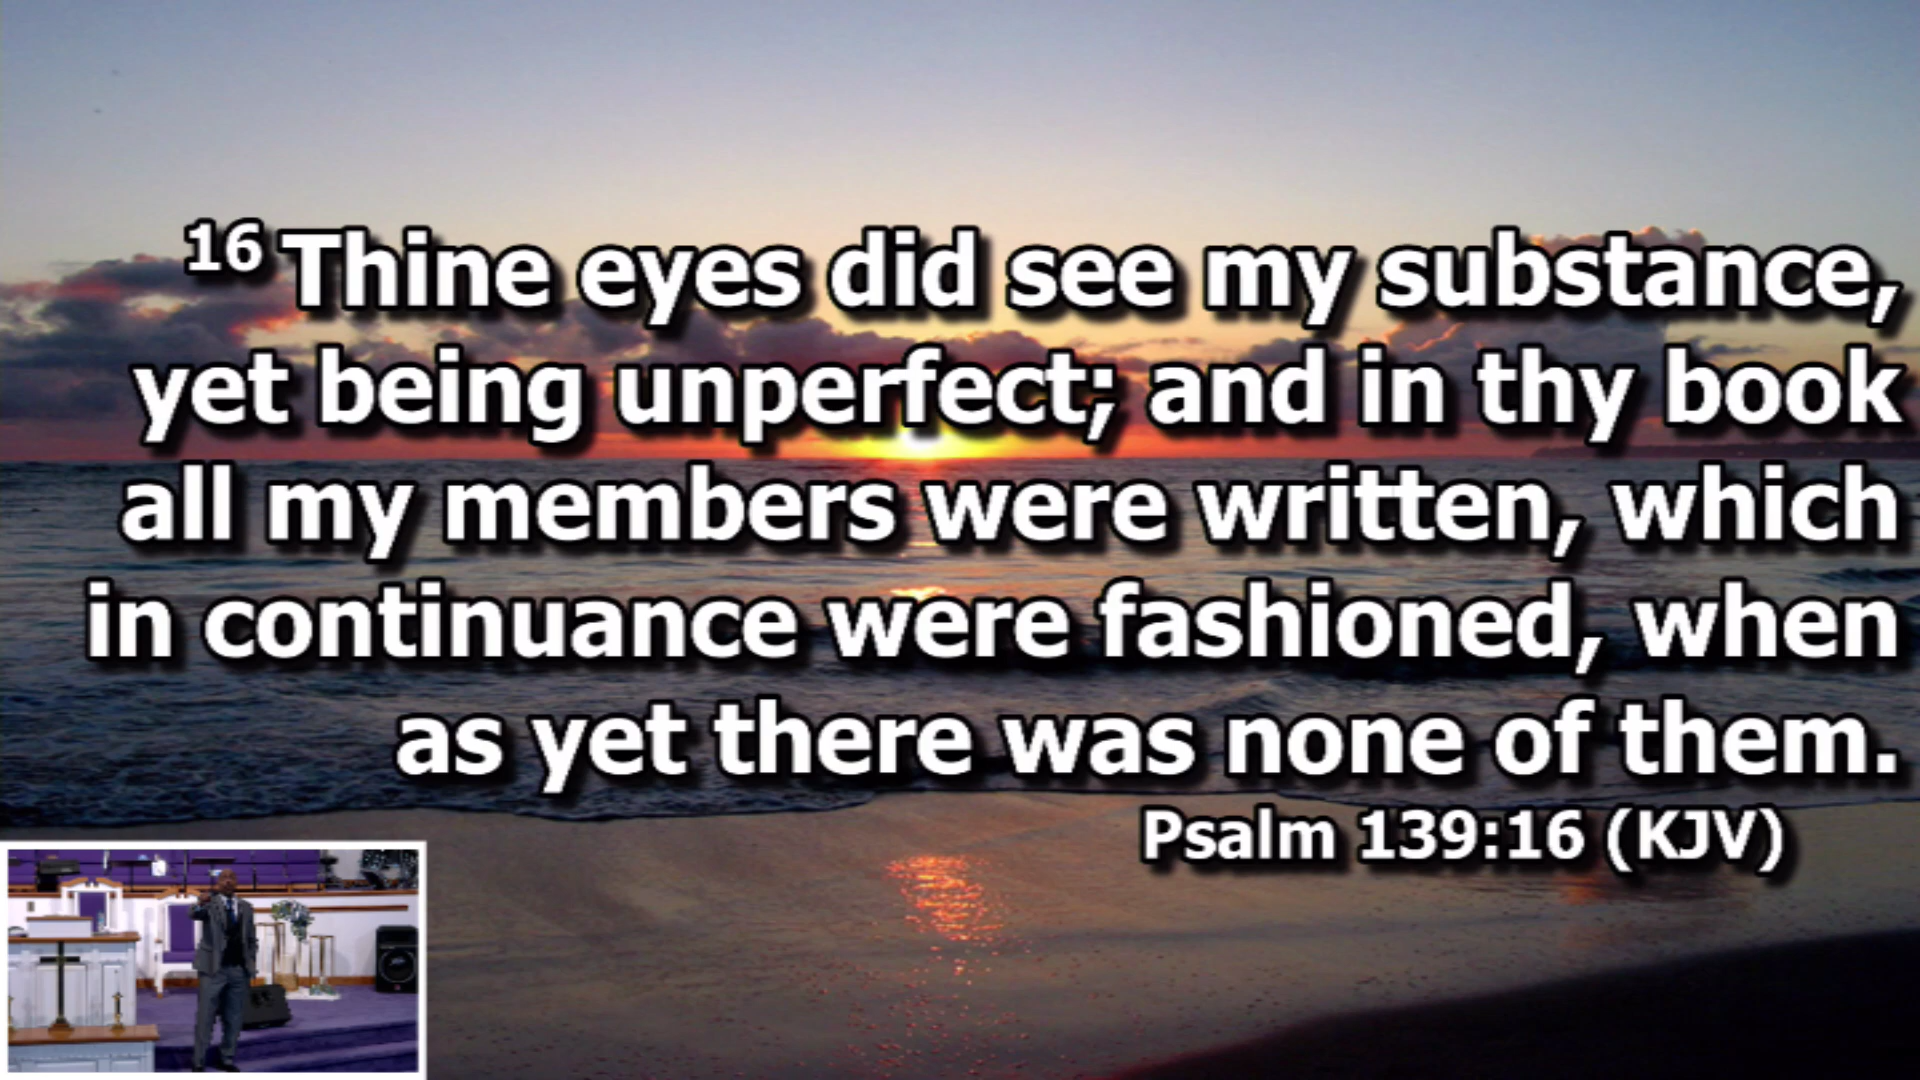 16 Thine eyes did see my substance,
yet being unperfect; and in thy book
all my members were written, which
in continuance were fashioned, when
as yet there was none of them.
Psalm 139:16 (KJV)